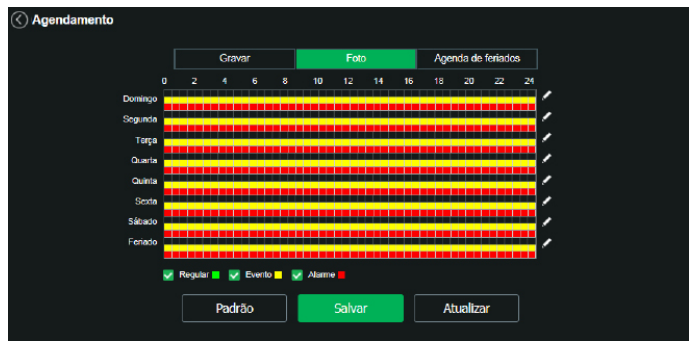 Agendamento
Gravar Foto Agenda de feriados
0 2 4 6 8 10 12 14 16 18 20 22 24
Domingo
Segunda
Terça
Quarta
Quinta
Sexta
Sábado
Feriado
Regular Evento Alarme
Padrão Salvar Atualizar